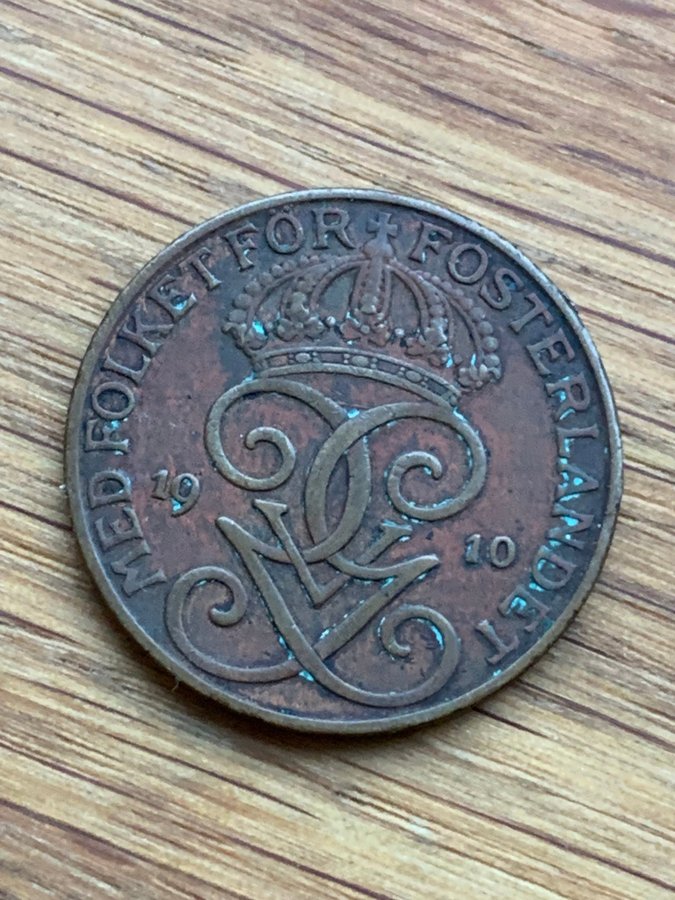 MED FOLKET FÖR FOSTERLANDET
19 10